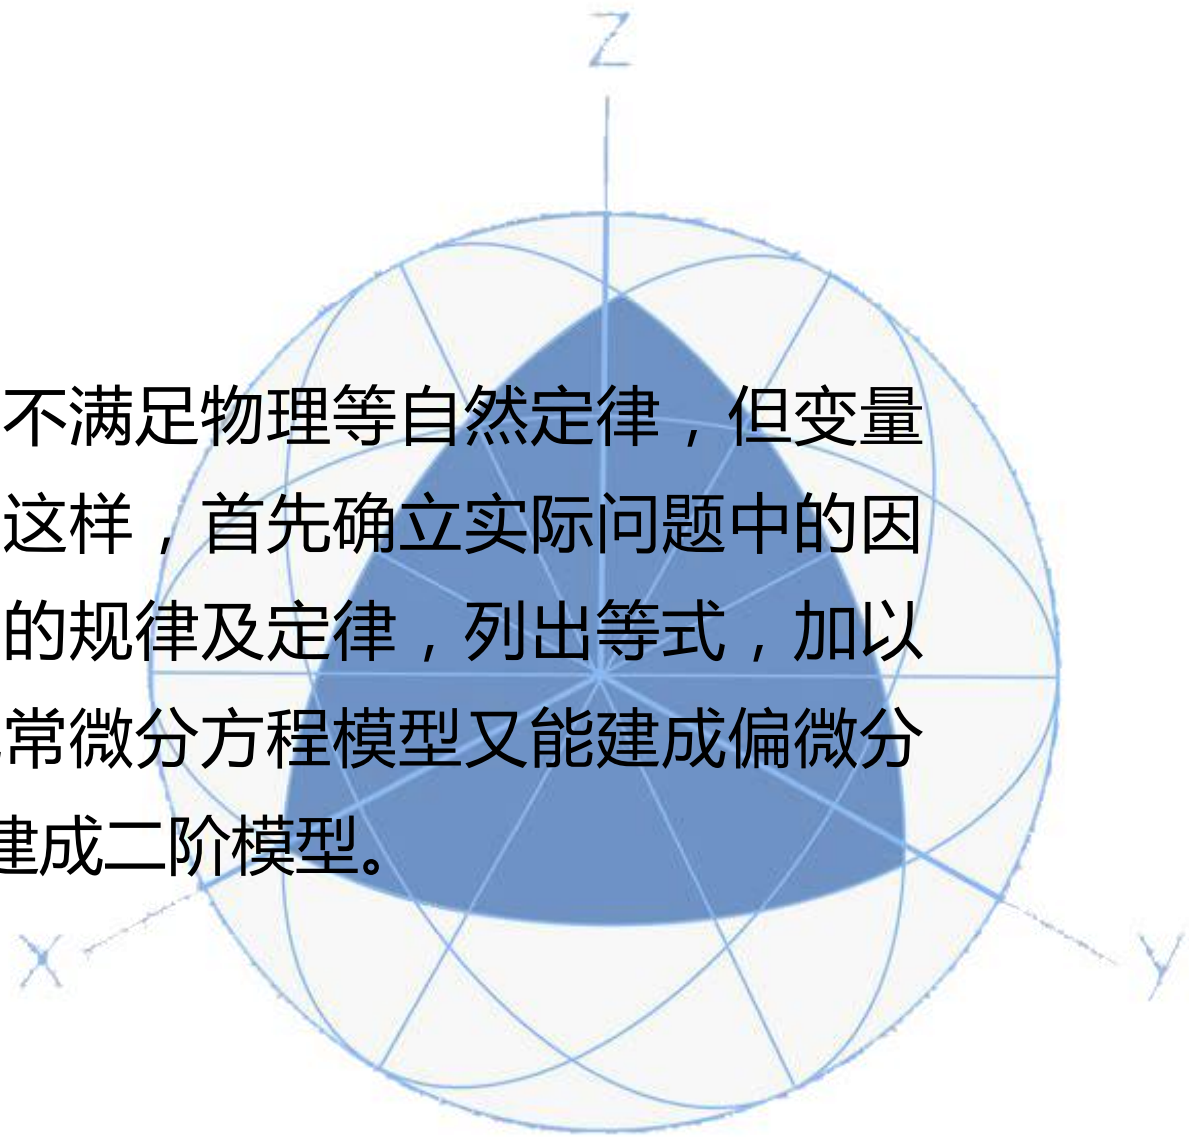 Z
不满足物理等自然定律，但变量
这样，首先确立实际问题中的因
的规律及定律，列出等式，加以
常微分方程模型又能建成偏微分
建成二阶模型。
X
Y